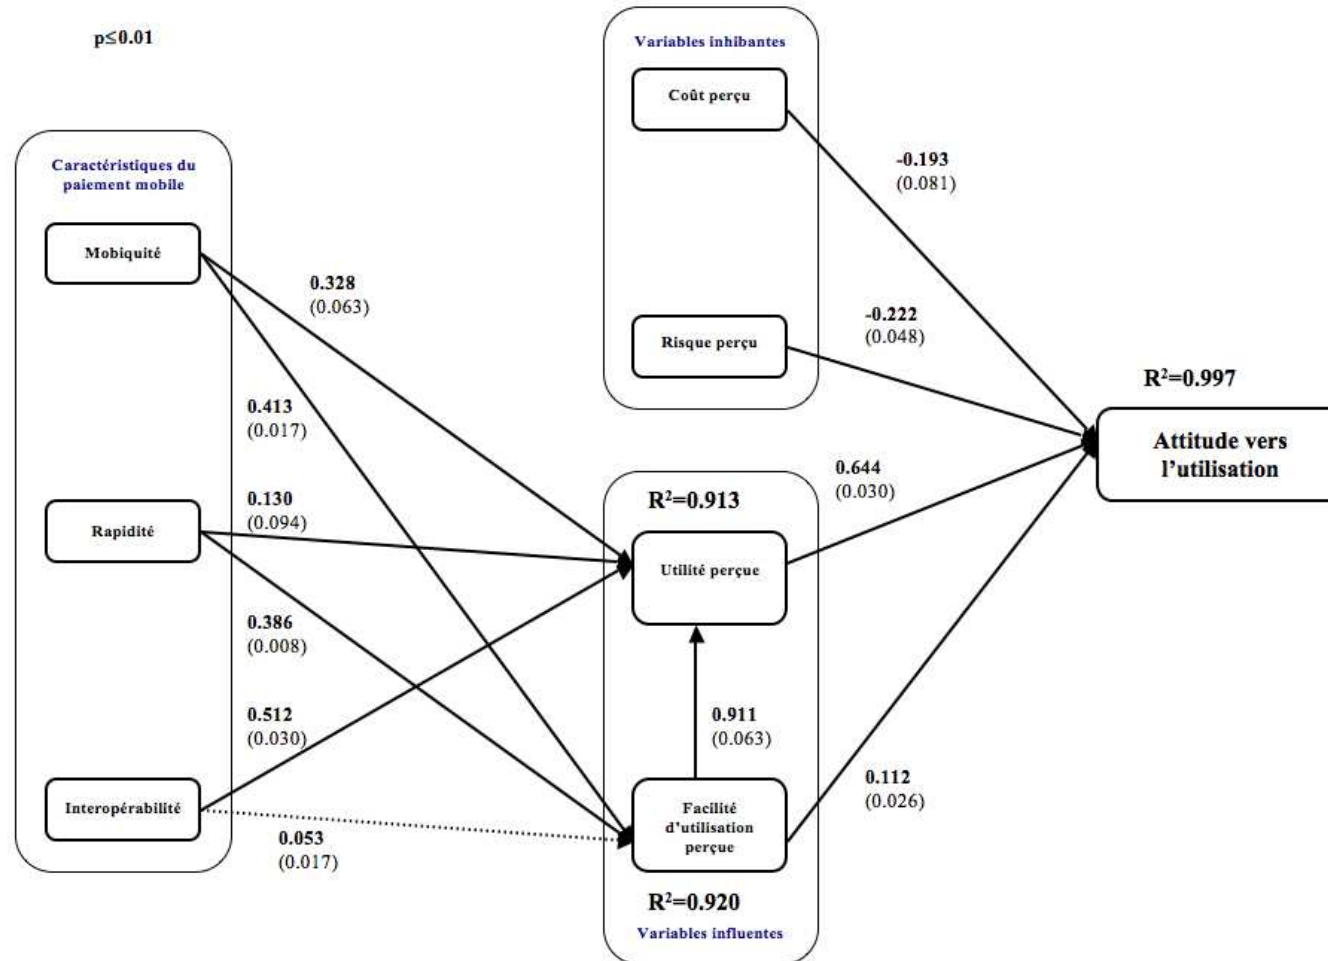 p≤0.01
Variables inhibantes
Coût perçu
-0.193
(0.081)
Risque perçu
-0.222
(0.048)
Caractéristiques du
paiement mobile
Mobiquité
0.328
(0.063)
0.413
(0.017)
Rapidité
0.130
(0.094)
0.386
(0.008)
0.512
(0.030)
Interopérabilité
0.053
(0.017)
R²=0.913
Utilité perçue
0.911
(0.063)
Facilité
d'utilisation
perçue
R²=0.920
Variables influentes
0.644
(0.030)
0.112
(0.026)
R²=0.997
Attitude vers
l'utilisation